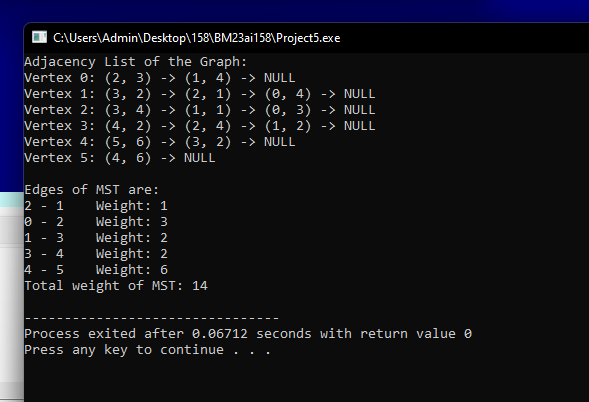 C:\Users\Admin\Desktop\158\BM23ai158\Project5.exe
Adjacency List of the Graph:
Vertex 0: (2, 3) -> (1, 4) -> NULL
Vertex 1: (3, 2) -> (2, 1) -> (0, 4) -> NULL
Vertex 2: (3, 4) -> (1, 1) -> (0, 3) -> NULL
Vertex 3: (4, 2) -> (2, 4) -> (1, 2) -> NULL
Vertex 4: (5, 6) -> (3, 2) -> NULL
Vertex 5: (4, 6) -> NULL
Edges of MST are:
2 - 1    Weight: 1
0 - 2    Weight: 3
1 - 3    Weight: 2
3 - 4    Weight: 2
4 - 5    Weight: 6
Total weight of MST: 14
--------------------------------
Process exited after 0.06712 seconds with return value 0
Press any key to continue . . .